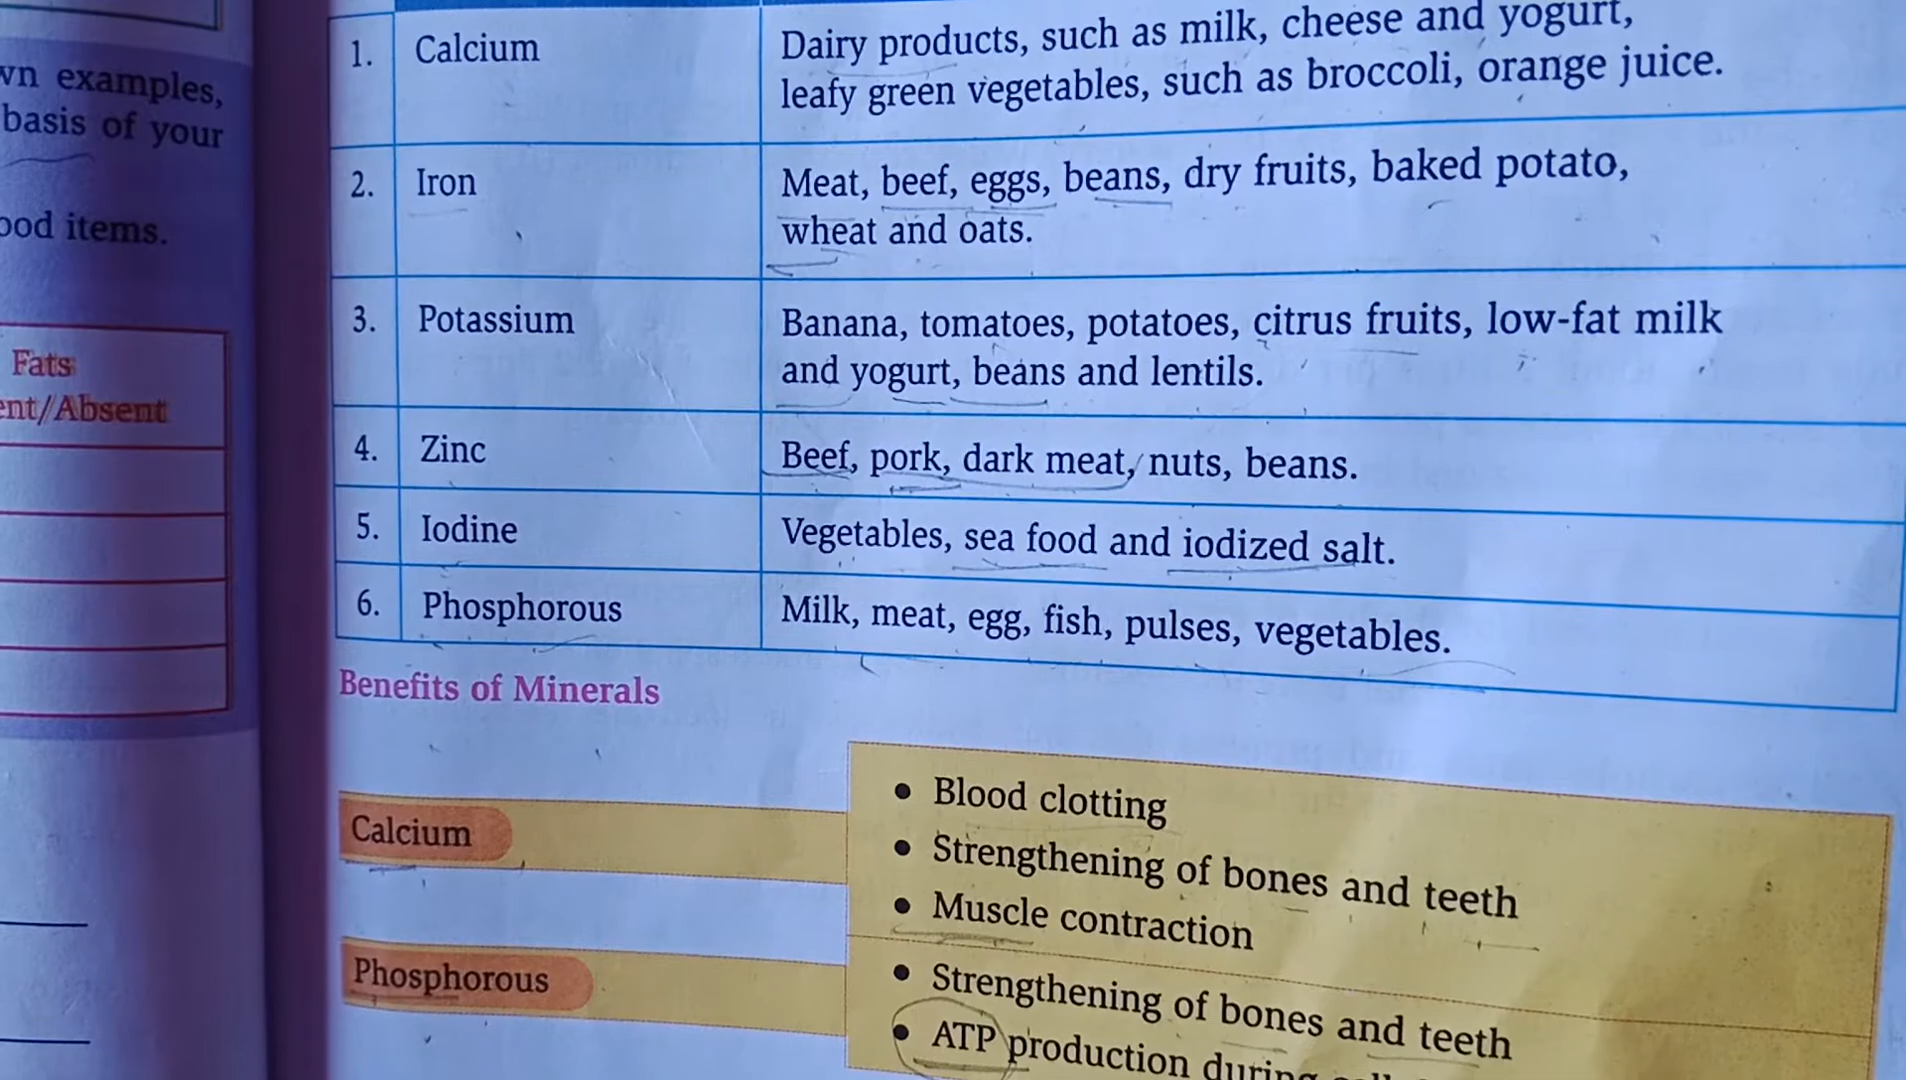 wn examples,
basis of your
ood items.
Fats
ent/Absent
1. Calcium Dairy products, such as milk, cheese and yogurt,
leafy green vegetables, such as broccoli, orange juice.
2. Iron Meat, beef, eggs, beans, dry fruits, baked potato,
wheat and oats.
3. Potassium Banana, tomatoes, potatoes, citrus fruits, low-fat milk
and yogurt, beans and lentils.
4. Zinc Beef, pork, dark meat, nuts, beans.
5. Iodine Vegetables, sea food and iodized salt.
6. Phosphorous Milk, meat, egg, fish, pulses, vegetables.
Benefits of Minerals
Calcium
• Blood clotting
• Strengthening of bones and teeth
• Muscle contraction
Phosphorous
• Strengthening of bones and teeth
• ATP production during